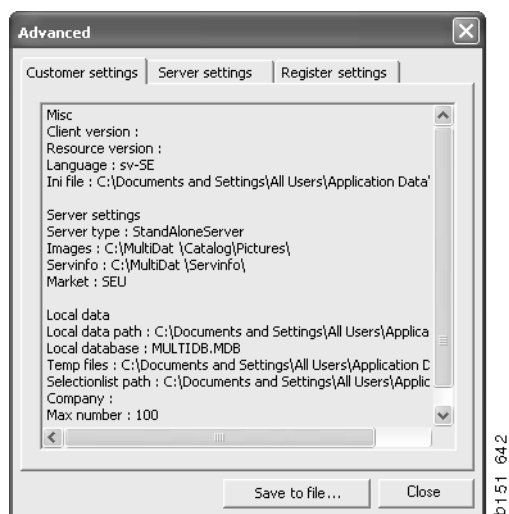 Advanced
Customer settings Server settings Register settings
Misc
Client version :
Resource version :
Language : sv-SE
Ini file : C:\Documents and Settings\All Users\Application Data'
Server settings
Server type : StandAloneServer
Images : C:\MultiDat \Catalog\Pictures\
Servinfo : C:\MultiDat \Servinfo\
Market : SEU
Local data
Local data path : C:\Documents and Settings\All Users\Applica
Local database : MULTIDB.MDB
Temp files : C:\Documents and Settings\All Users\Application D
Selectionlist path : C:\Documents and Settings\All Users\Applic
Company :
Max number : 100
Save to file... Close
b151 642